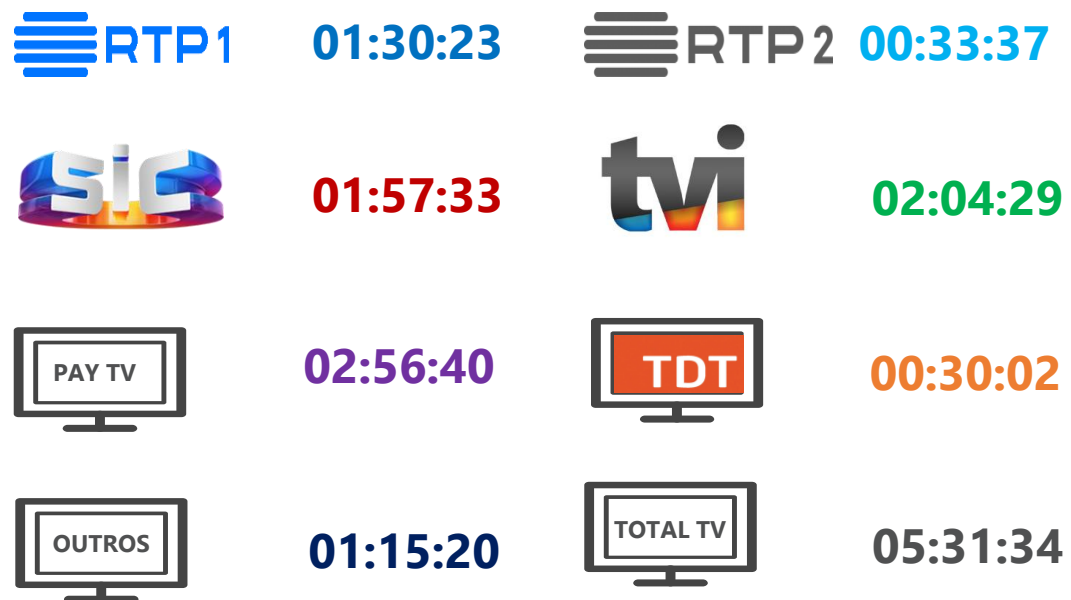 RTP1 01:30:23 RTP2 00:33:37
sic 01:57:33 tvi 02:04:29
PAY TV 02:56:40 TDT 00:30:02
OUTROS 01:15:20 TOTAL TV 05:31:34